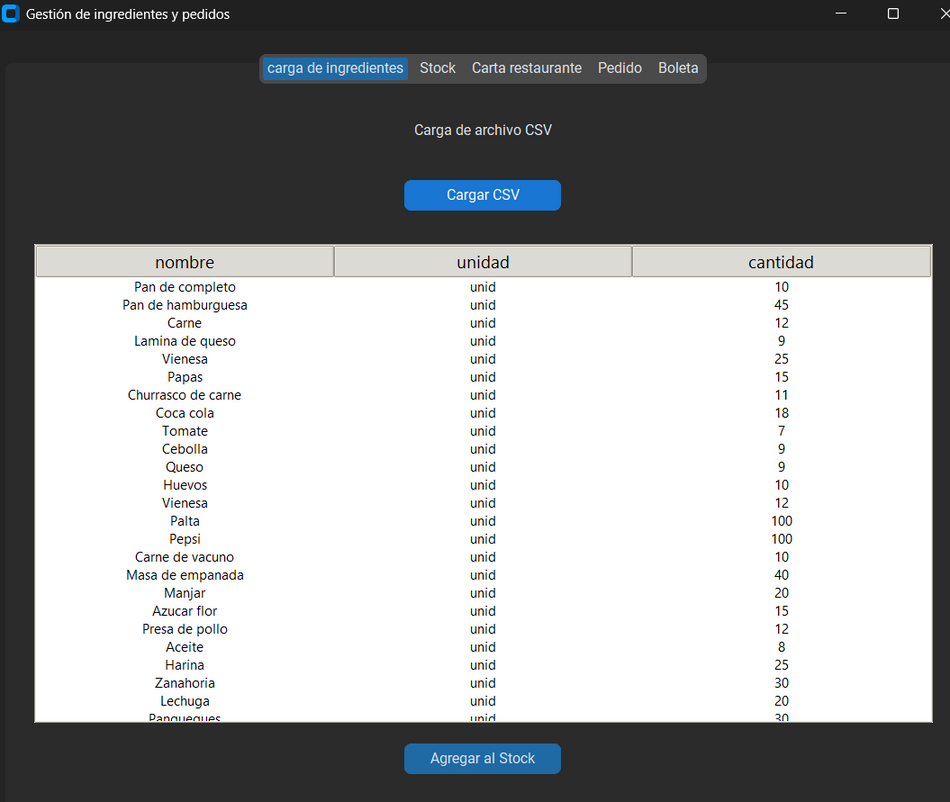 Gestión de ingredientes y pedidos
carga de ingredientes Stock Carta restaurante Pedido Boleta
Carga de archivo CSV
Cargar CSV
nombre unidad cantidad
Pan de completo unid 10
Pan de hamburguesa unid 45
Carne unid 12
Lamina de queso unid 9
Vienesa unid 25
Papas unid 15
Churrasco de carne unid 11
Coca cola unid 18
Tomate unid 7
Cebolla unid 9
Queso unid 9
Huevos unid 10
Vienesa unid 12
Palta unid 100
Pepsi unid 100
Carne de vacuno unid 10
Masa de empanada unid 40
Manjar unid 20
Azucar flor unid 15
Presa de pollo unid 12
Aceite unid 8
Harina unid 25
Zanahoria unid 30
Lechuga unid 20
Panqueques unid 30
Agregar al Stock